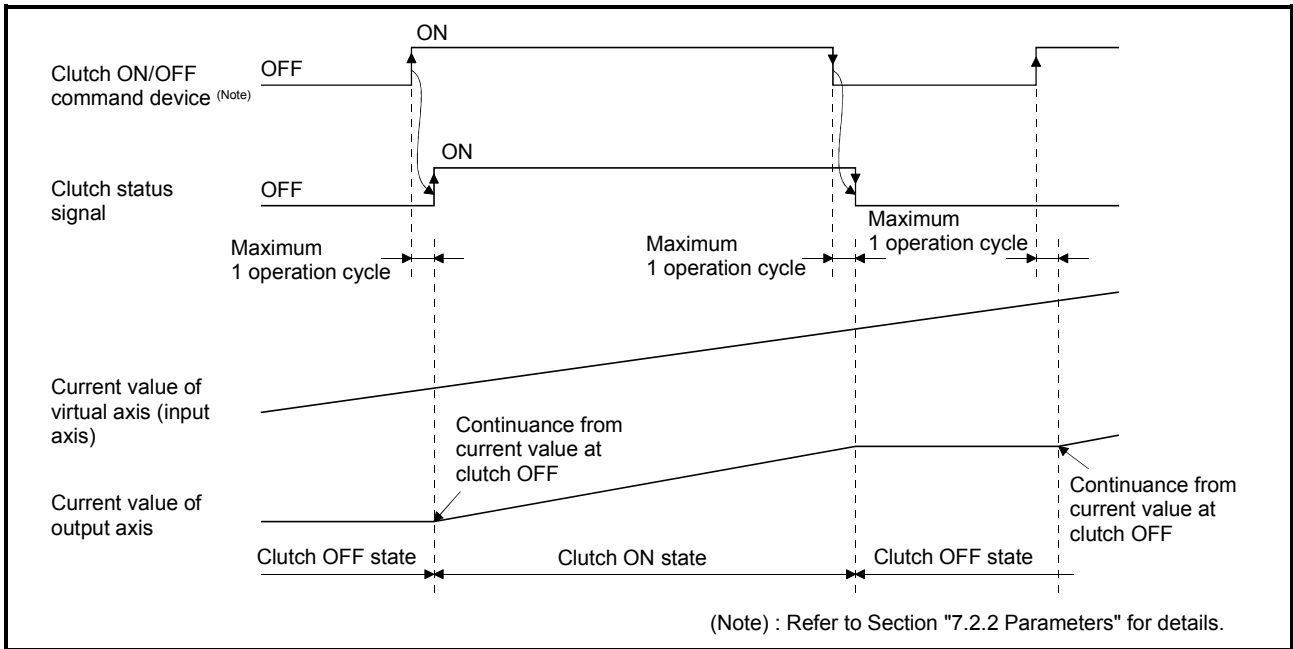 ON
Clutch ON/OFF
command device (Note)
OFF
ON
Clutch status
signal
OFF
Maximum
1 operation cycle
Maximum
1 operation cycle
Maximum
1 operation cycle
Current value of
virtual axis (input
axis)
Continuance from
current value at
clutch OFF
Current value of
output axis
Continuance from
current value at
clutch OFF
Clutch OFF state
Clutch ON state
Clutch OFF state
(Note) : Refer to Section "7.2.2 Parameters" for details.